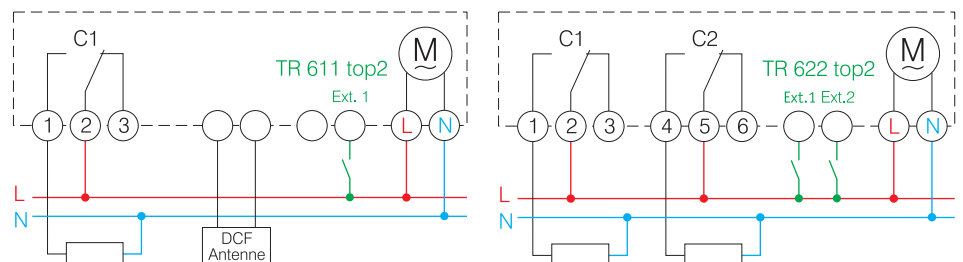 C1
M
TR 611 top2
Ext. 1
1 2 3 L N
L
N
DCF
Antenne
C1 C2
M
TR 622 top2
Ext.1 Ext.2
1 2 3 4 5 6 L N
L
N